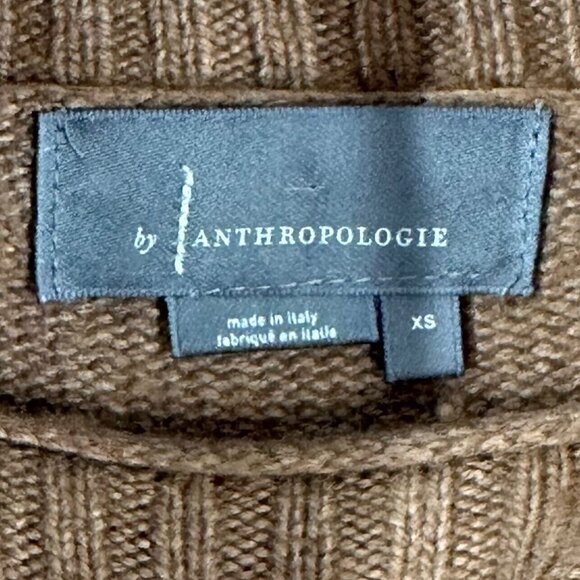 by ANTHROPOLOGIE
made in italy
fabriqué en italie
XS